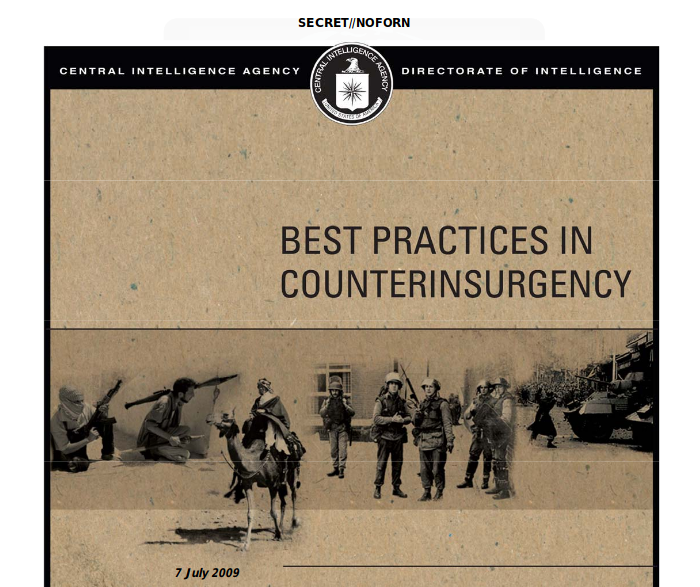 SECRET//NOFORN
CENTRAL INTELLIGENCE AGENCY
CENTRAL INTELLIGENCE AGENCY
UNITED STATES OF AMERICA
DIRECTORATE OF INTELLIGENCE
BEST PRACTICES IN
COUNTERINSURGENCY
7 July 2009